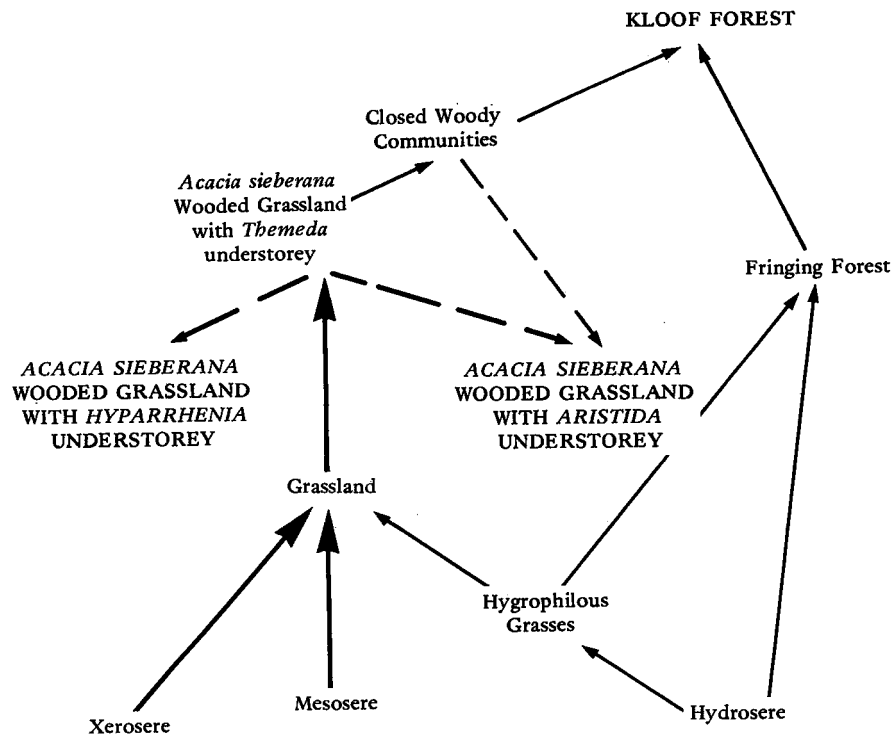 KLOOF FOREST
Closed Woody
Communities
Acacia sieberana
Wooded Grassland
with Themeda
understorey
Fringing Forest
ACACIA SIEBERANA
WOODED GRASSLAND
WITH HYPARRHENIA
UNDERSTOREY
ACACIA SIEBERANA
WOODED GRASSLAND
WITH ARISTIDA
UNDERSTOREY
Grassland
Hygrophilous
Grasses
Mesosere
Hydrosere
Xerosere